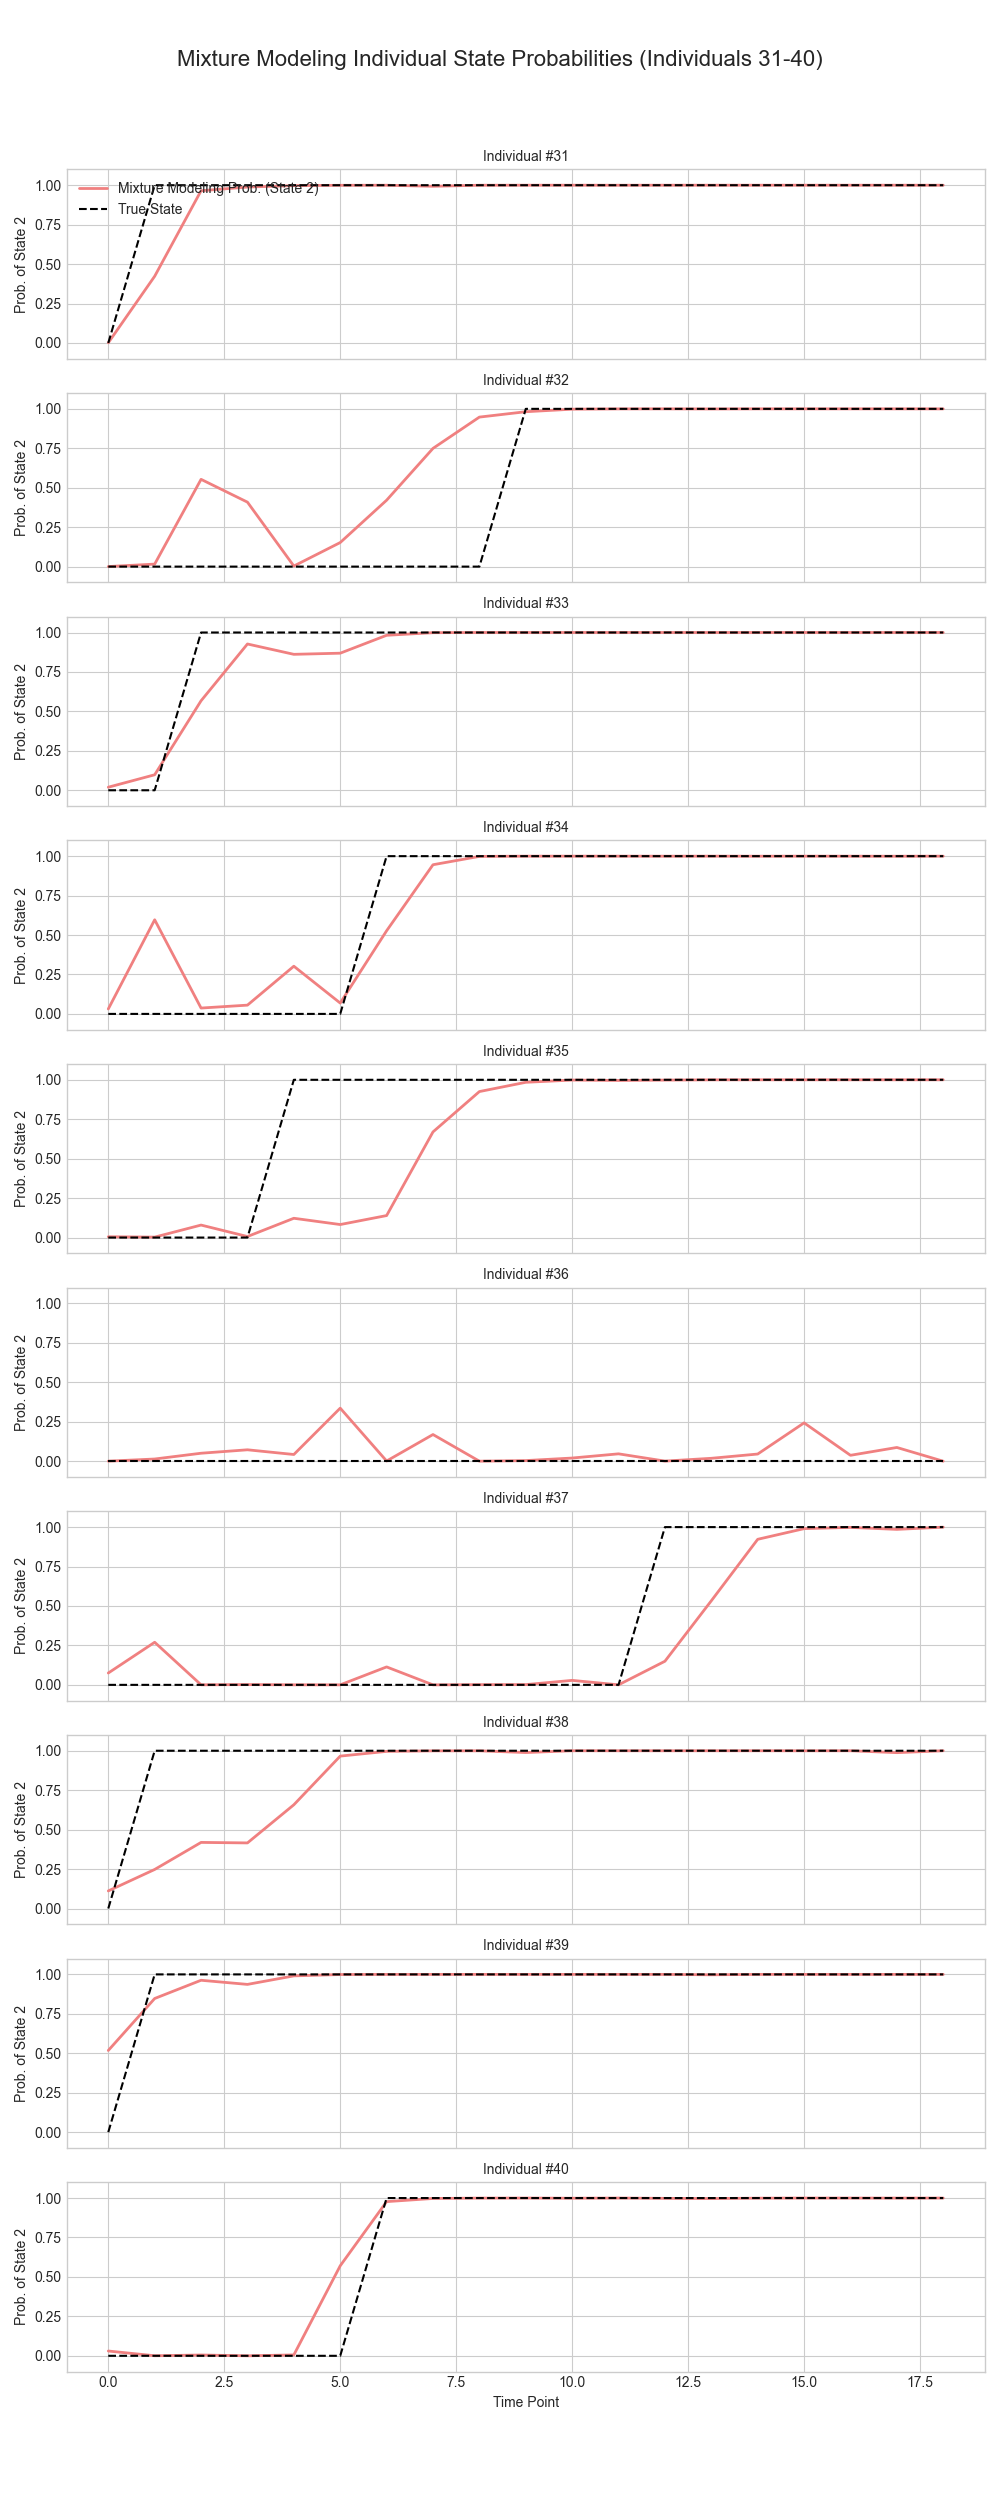 Mixture Modeling Individual State Probabilities (Individuals 31-40)
Individual #31
Prob. of State 2
1.00
0.75
0.50
0.25
0.00
Mixture Modeling Prob. (State 2)
True State
Individual #32
Prob. of State 2
1.00
0.75
0.50
0.25
0.00
Individual #33
Prob. of State 2
1.00
0.75
0.50
0.25
0.00
Individual #34
Prob. of State 2
1.00
0.75
0.50
0.25
0.00
Individual #35
Prob. of State 2
1.00
0.75
0.50
0.25
0.00
Individual #36
Prob. of State 2
1.00
0.75
0.50
0.25
0.00
Individual #37
Prob. of State 2
1.00
0.75
0.50
0.25
0.00
Individual #38
Prob. of State 2
1.00
0.75
0.50
0.25
0.00
Individual #39
Prob. of State 2
1.00
0.75
0.50
0.25
0.00
Individual #40
Prob. of State 2
1.00
0.75
0.50
0.25
0.00
0.0 2.5 5.0 7.5 10.0 12.5 15.0 17.5
Time Point